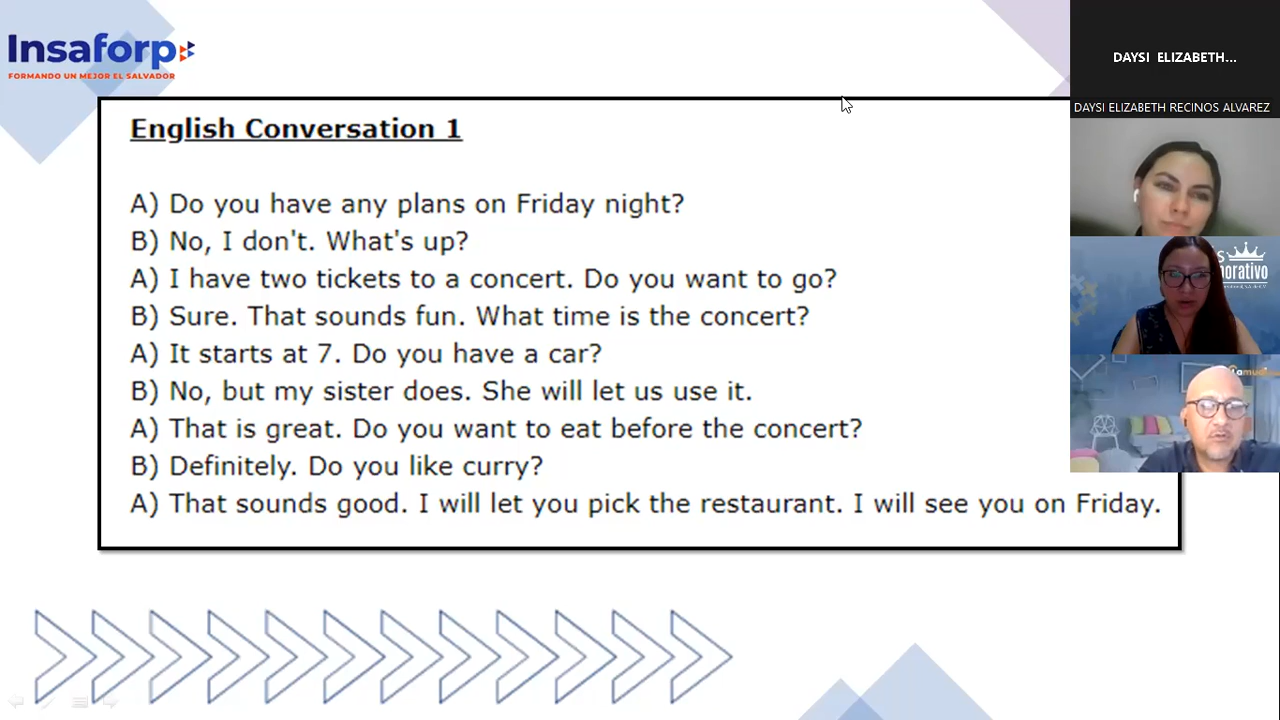 Insaforp
FORMANDO UN MEJOR EL SALVADOR
English Conversation 1
A) Do you have any plans on Friday night?
B) No, I don't. What's up?
A) I have two tickets to a concert. Do you want to go?
B) Sure. That sounds fun. What time is the concert?
A) It starts at 7. Do you have a car?
B) No, but my sister does. She will let us use it.
A) That is great. Do you want to eat before the concert?
B) Definitely. Do you like curry?
A) That sounds good. I will let you pick the restaurant. I will see you on Friday.
DAYSI ELIZABETH...
DAYSI ELIZABETH RECINOS ALVAREZ